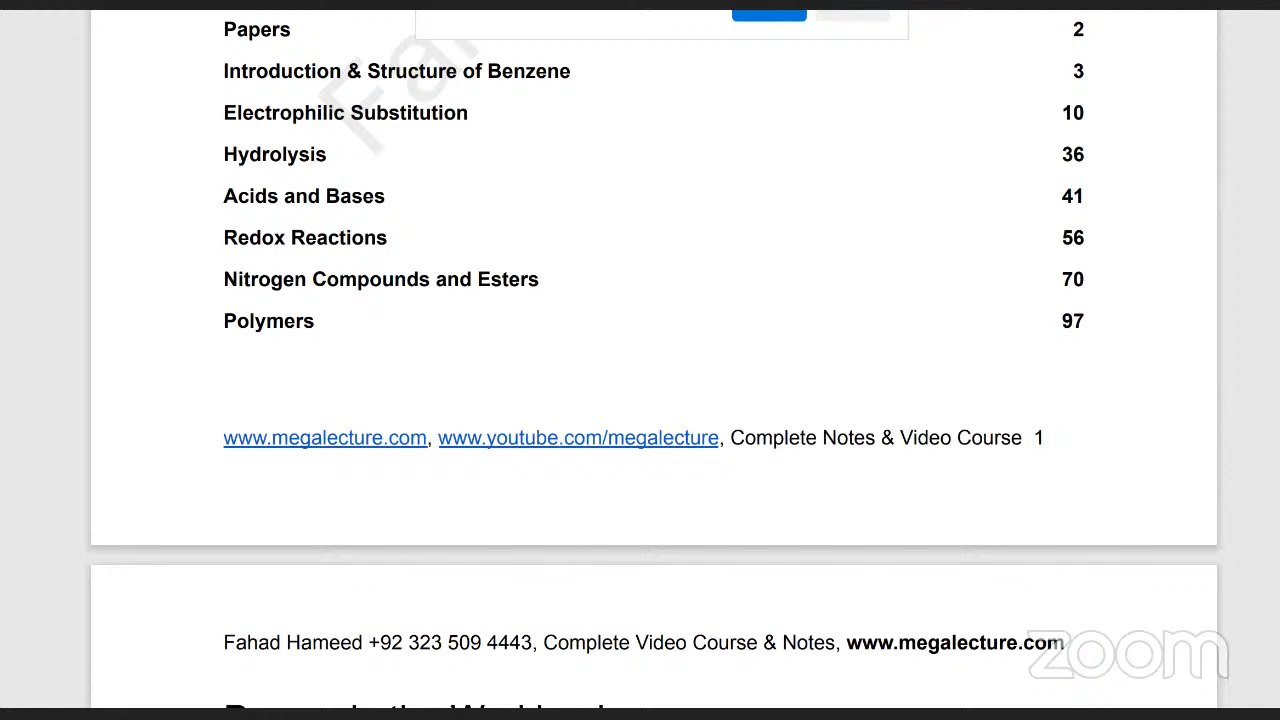 Papers 2
Introduction & Structure of Benzene 3
Electrophilic Substitution 10
Hydrolysis 36
Acids and Bases 41
Redox Reactions 56
Nitrogen Compounds and Esters 70
Polymers 97
www.megalecture.com, www.youtube.com/megalecture, Complete Notes & Video Course 1
Fahad Hameed +92 323 509 4443, Complete Video Course & Notes, www.megalecture.com
zoom